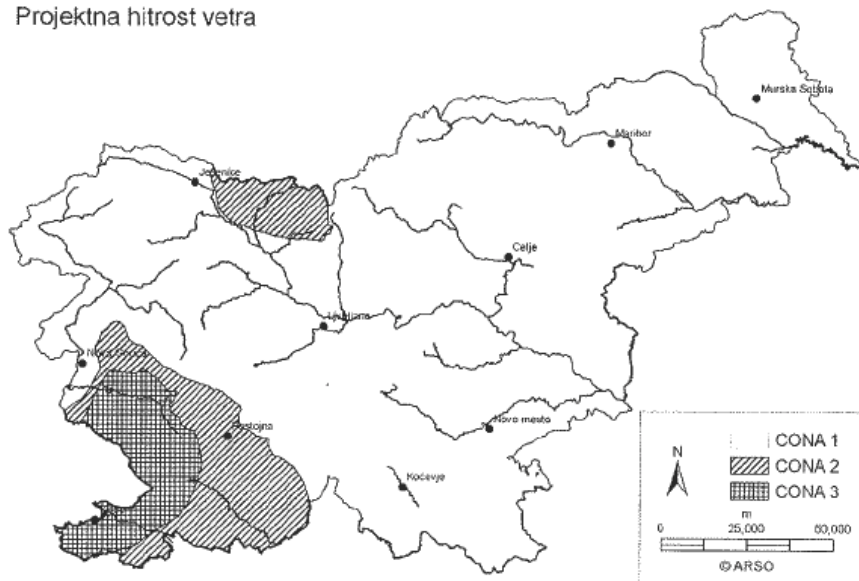 Projektna hitrost vetra
Murska Sobota
Maribor
Jesenice
Celje
Ljubljana
Nova Gorica
Postojna
Novo mesto
Kočevje
N
CONA 1
CONA 2
CONA 3
m
0 25,000 50,000
©ARSO